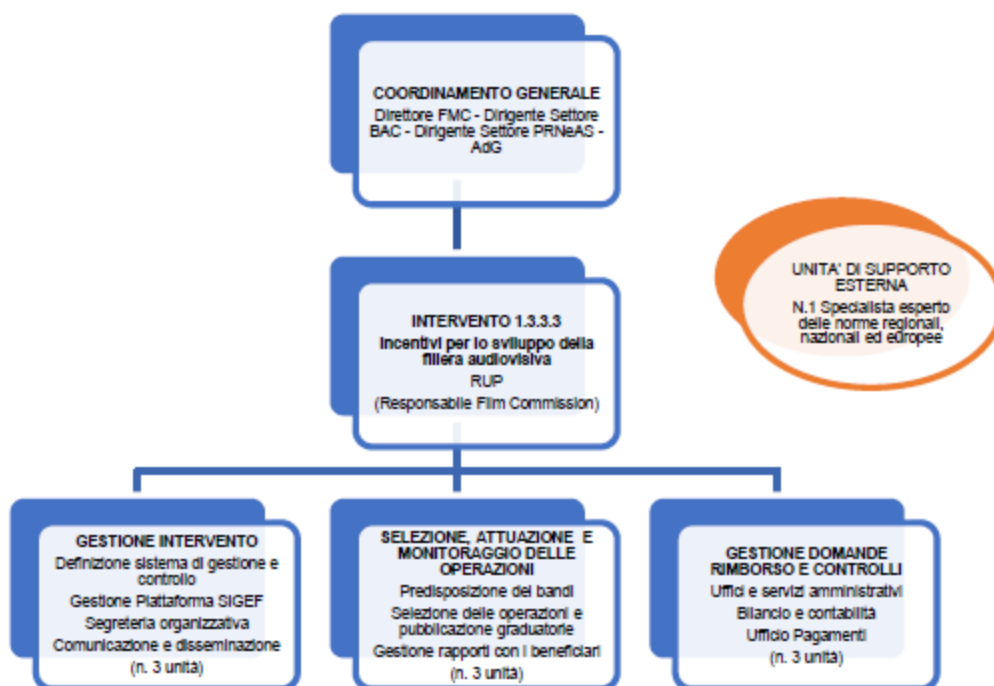 COORDINAMENTO GENERALE
Direttore FMC - Dirigente Settore
BAC - Dirigente Settore PRNeAS -
AdG
UNITA' DI SUPPORTO
ESTERNA
N.1 Specialista esperto
delle norme regionali,
nazionali ed europee
INTERVENTO 1.3.3.3
Incentivi per lo sviluppo della
filiera audiovisiva
RUP
(Responsabile Film Commission)
GESTIONE INTERVENTO
Definizione sistema di gestione e
controllo
Gestione Piattaforma SIGEF
Segreteria organizzativa
Comunicazione e disseminazione
(n. 3 unità)
SELEZIONE, ATTUAZIONE E
MONITORAGGIO DELLE
OPERAZIONI
Predisposizione dei bandi
Selezione delle operazioni e
pubblicazione graduatorie
Gestione rapporti con i beneficiari
(n. 3 unità)
GESTIONE DOMANDE
RIMBORSO E CONTROLLI
Uffici e servizi amministrativi
Bilancio e contabilità
Ufficio Pagamenti
(n. 3 unità)